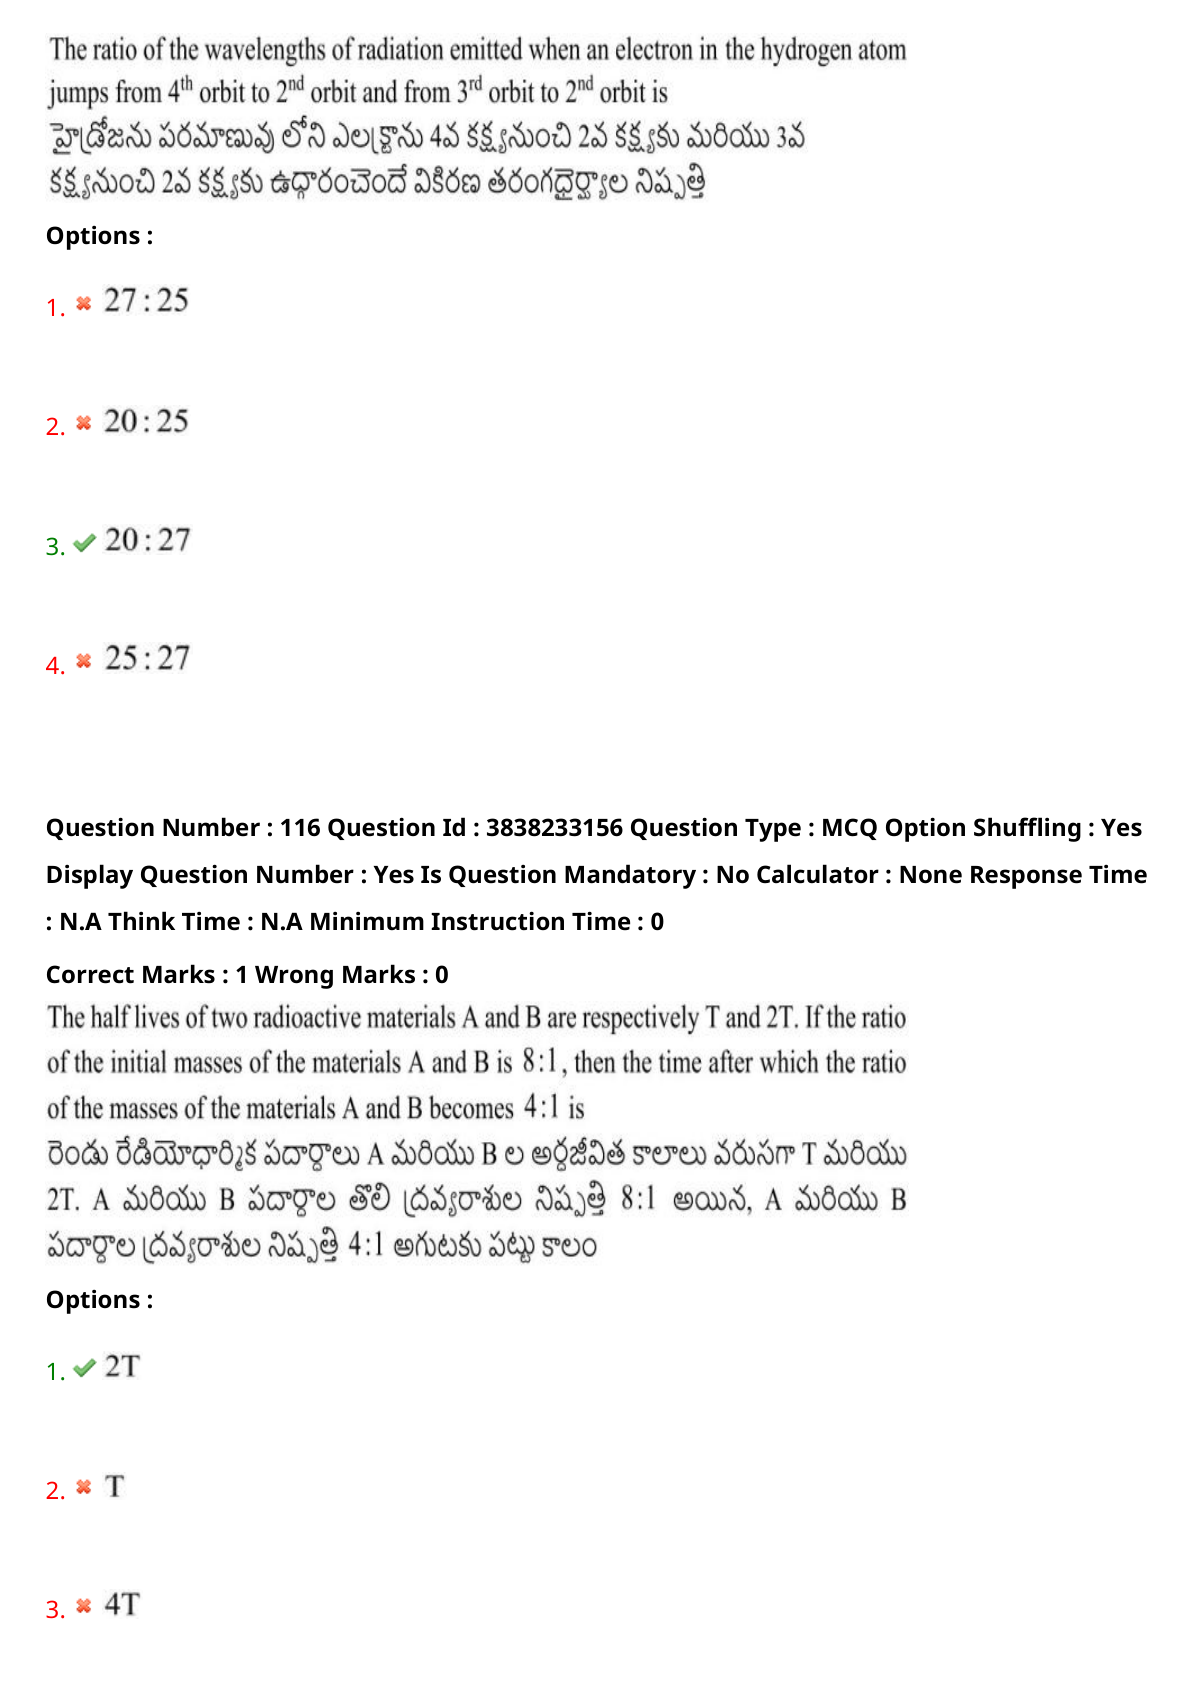 The ratio of the wavelengths of radiation emitted when an electron in the hydrogen atom
jumps from 4th orbit to 2nd orbit and from 3rd orbit to 2nd orbit is
హైడ్రోజను పరమాణువు లోని ఎలక్ట్రాను 4వ కక్ష్యనుంచి 2వ కక్ష్యకు మరియు 3వ
కక్ష్యనుంచి 2వ కక్ష్యకు ఉద్గారంచెందే వికిరణ తరంగదైర్ఘ్యాల నిష్పత్తి
Options :
1. 27 : 25
2. 20 : 25
3. 20 : 27
4. 25 : 27
Question Number : 116 Question Id : 3838233156 Question Type : MCQ Option Shuffling : Yes
Display Question Number : Yes Is Question Mandatory : No Calculator : None Response Time
: N.A Think Time : N.A Minimum Instruction Time : 0
Correct Marks : 1 Wrong Marks : 0
The half lives of two radioactive materials A and B are respectively T and 2T. If the ratio
of the initial masses of the materials A and B is 8:1, then the time after which the ratio
of the masses of the materials A and B becomes 4:1 is
రెండు రేడియోధార్మిక పదార్థాలు A మరియు B ల అర్ధజీవిత కాలాలు వరుసగా T మరియు
2T. A మరియు B పదార్థాల తొలి ద్రవ్యరాశుల నిష్పత్తి 8:1 అయిన, A మరియు B
పదార్థాల ద్రవ్యరాశుల నిష్పత్తి 4:1 అగుటకు పట్టు కాలం
Options :
1. 2T
2. T
3. 4T